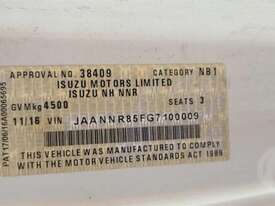 APPROVAL NO. 38409 CATEGORY NB1
ISUZU MOTORS LIMITED
ISUZU NH NNR
GVMkg 4500 SEATS 3
11/16 VIN JAANNR85FG7100009
THIS VEHICLE WAS MANUFACTURED TO COMPLY
WITH THE MOTOR VEHICLE STANDARDS ACT 1989